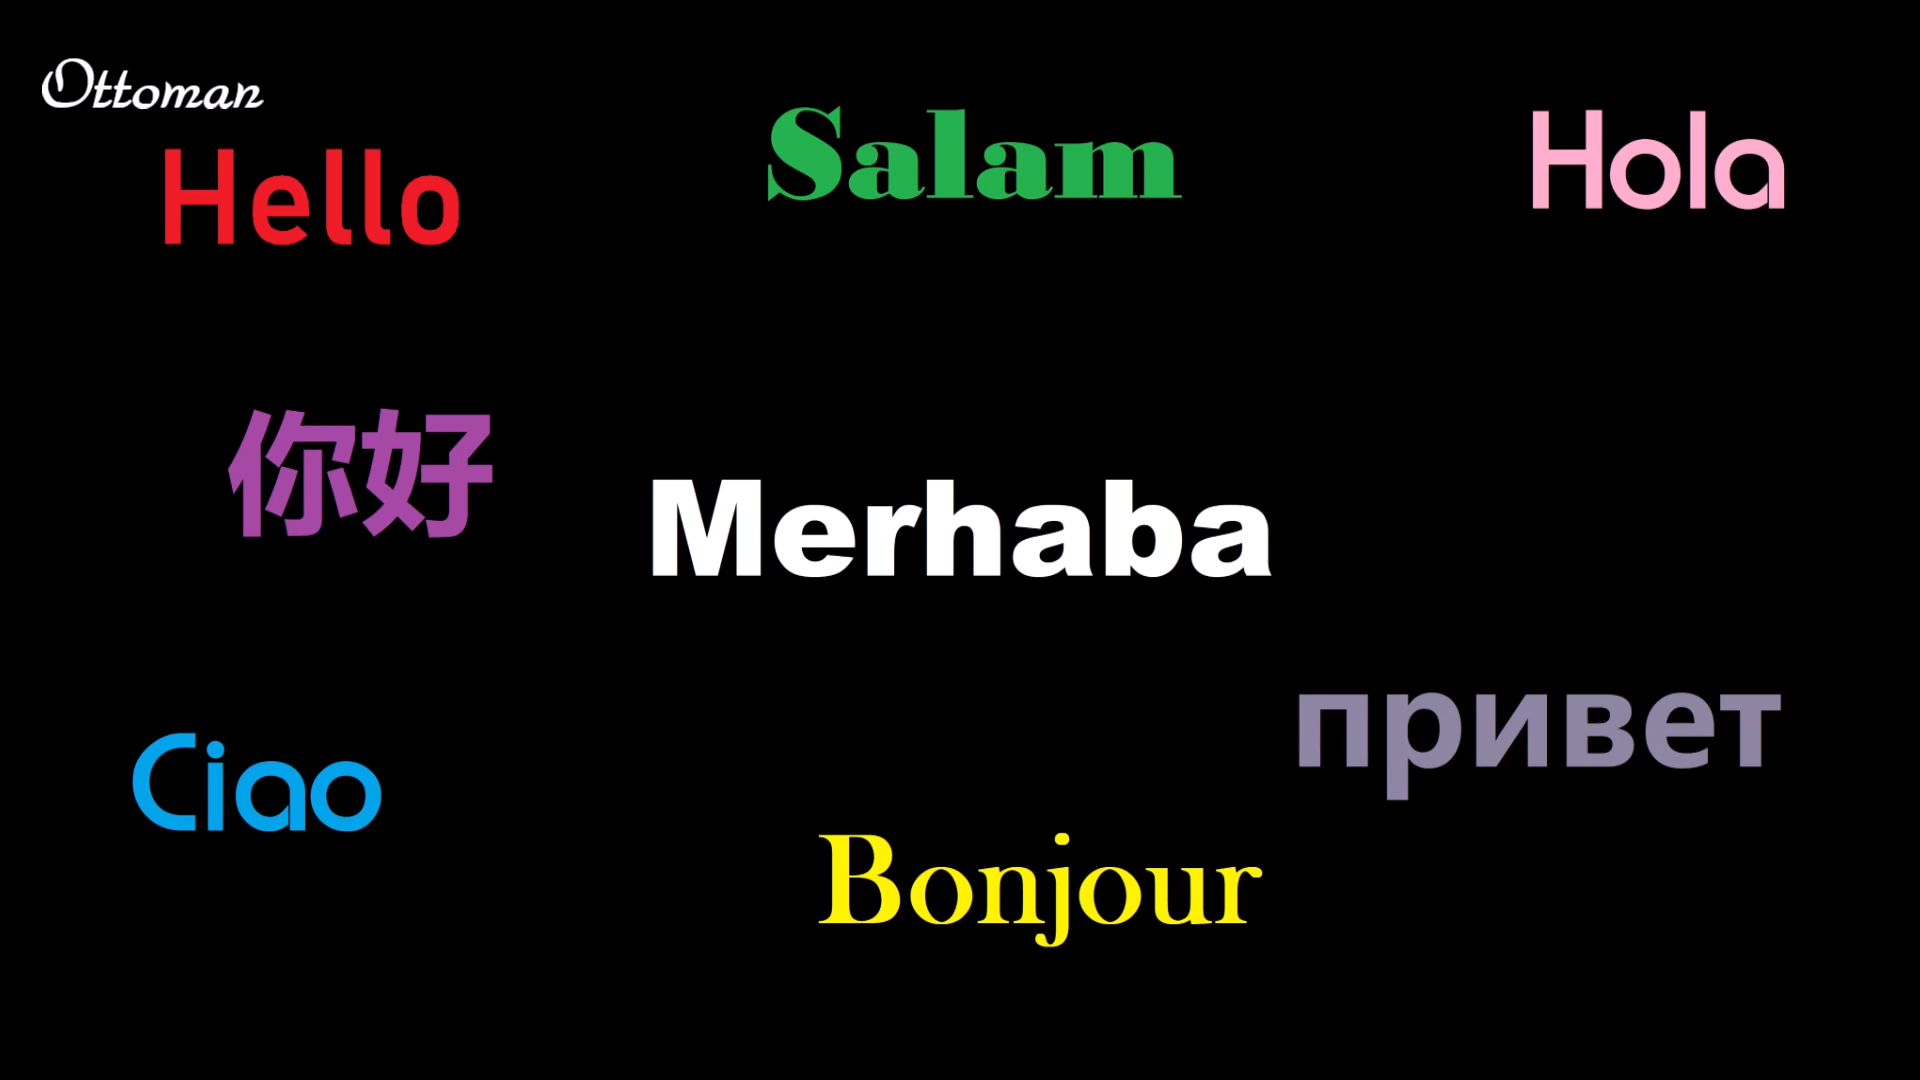 Ottoman
Hello
Salam
Hola
你好
Merhaba
привет
Ciao
Bonjour